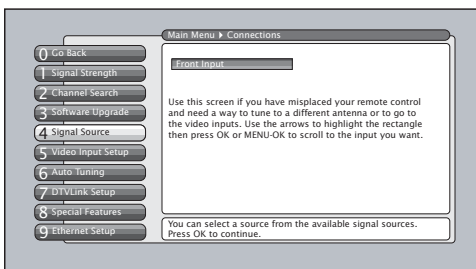 Main Menu ▸ Connections
0 Go Back
1 Signal Strength
2 Channel Search
3 Software Upgrade
4 Signal Source
5 Video Input Setup
6 Auto Tuning
7 DTVLink Setup
8 Special Features
9 Ethernet Setup
Front Input
Use this screen if you have misplaced your remote control
and need a way to tune to a different antenna or to go to
the video inputs. Use the arrows to highlight the rectangle
then press OK or MENU-OK to scroll to the input you want.
You can select a source from the available signal sources.
Press OK to continue.